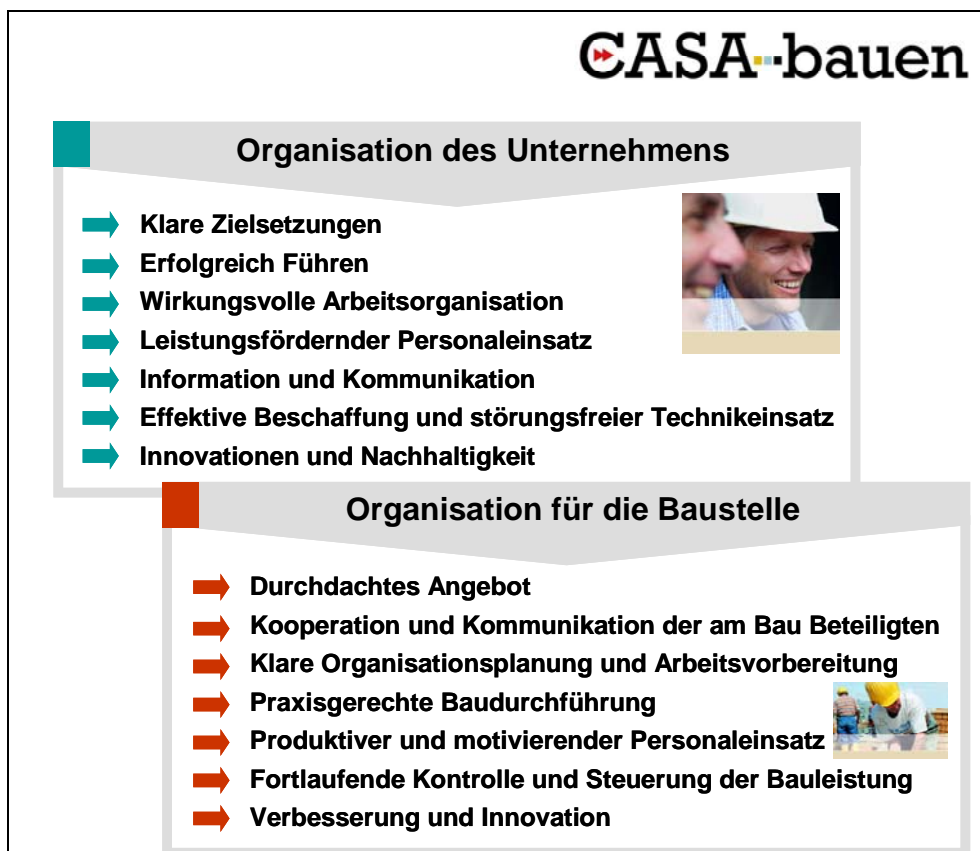 CASA-bauen
Organisation des Unternehmens
Klare Zielsetzungen
Erfolgreich Führen
Wirkungsvolle Arbeitsorganisation
Leistungsfördernder Personaleinsatz
Information und Kommunikation
Effektive Beschaffung und störungsfreier Technikeinsatz
Innovationen und Nachhaltigkeit
Organisation für die Baustelle
Durchdachtes Angebot
Kooperation und Kommunikation der am Bau Beteiligten
Klare Organisationsplanung und Arbeitsvorbereitung
Praxisgerechte Baudurchführung
Produktiver und motivierender Personaleinsatz
Fortlaufende Kontrolle und Steuerung der Bauleistung
Verbesserung und Innovation